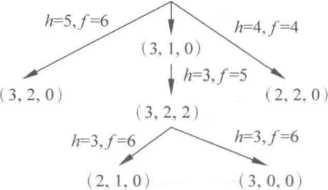 h=5, f=6
h=4, f=4
(3, 1, 0)
h=3, f=5
(3, 2, 0)
(2, 2, 0)
(3, 2, 2)
h=3, f=6
h=3, f=6
(2, 1, 0)
(3, 0, 0)